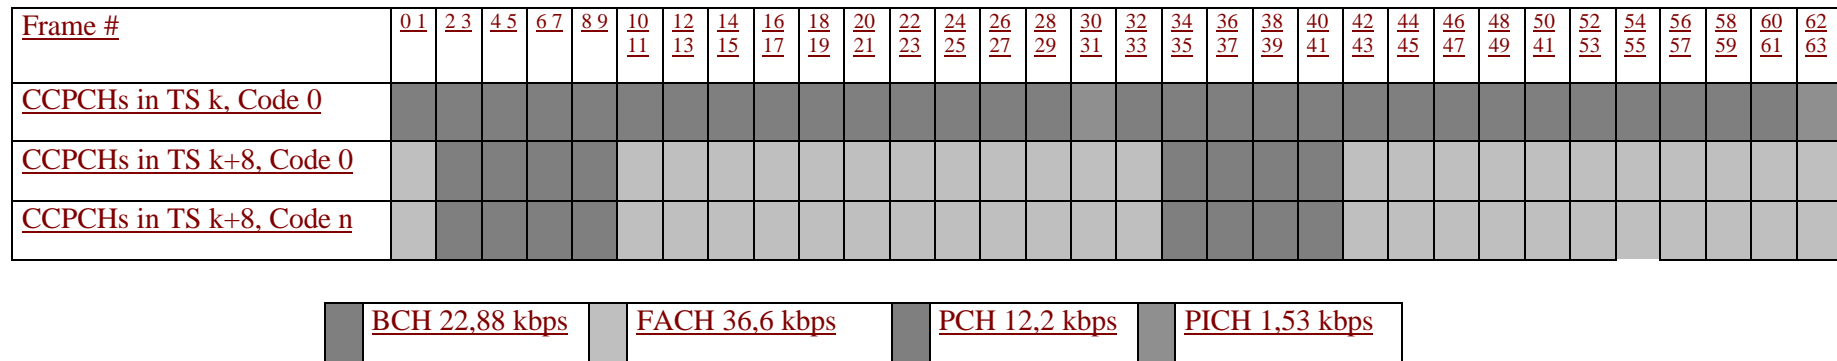 Frame # 0 1 2 3 4 5 6 7 8 9 10 12 14 16 18 20 22 24 26 28 30 32 34 36 38 40 42 44 46 48 50 52 54 56 58 60 62
11 13 15 17 19 21 23 25 27 29 31 33 35 37 39 41 43 45 47 49 41 53 55 57 59 61 63
CCPCHs in TS k, Code 0
CCPCHs in TS k+8, Code 0
CCPCHs in TS k+8, Code n
BCH 22,88 kbps FACH 36,6 kbps PCH 12,2 kbps PICH 1,53 kbps